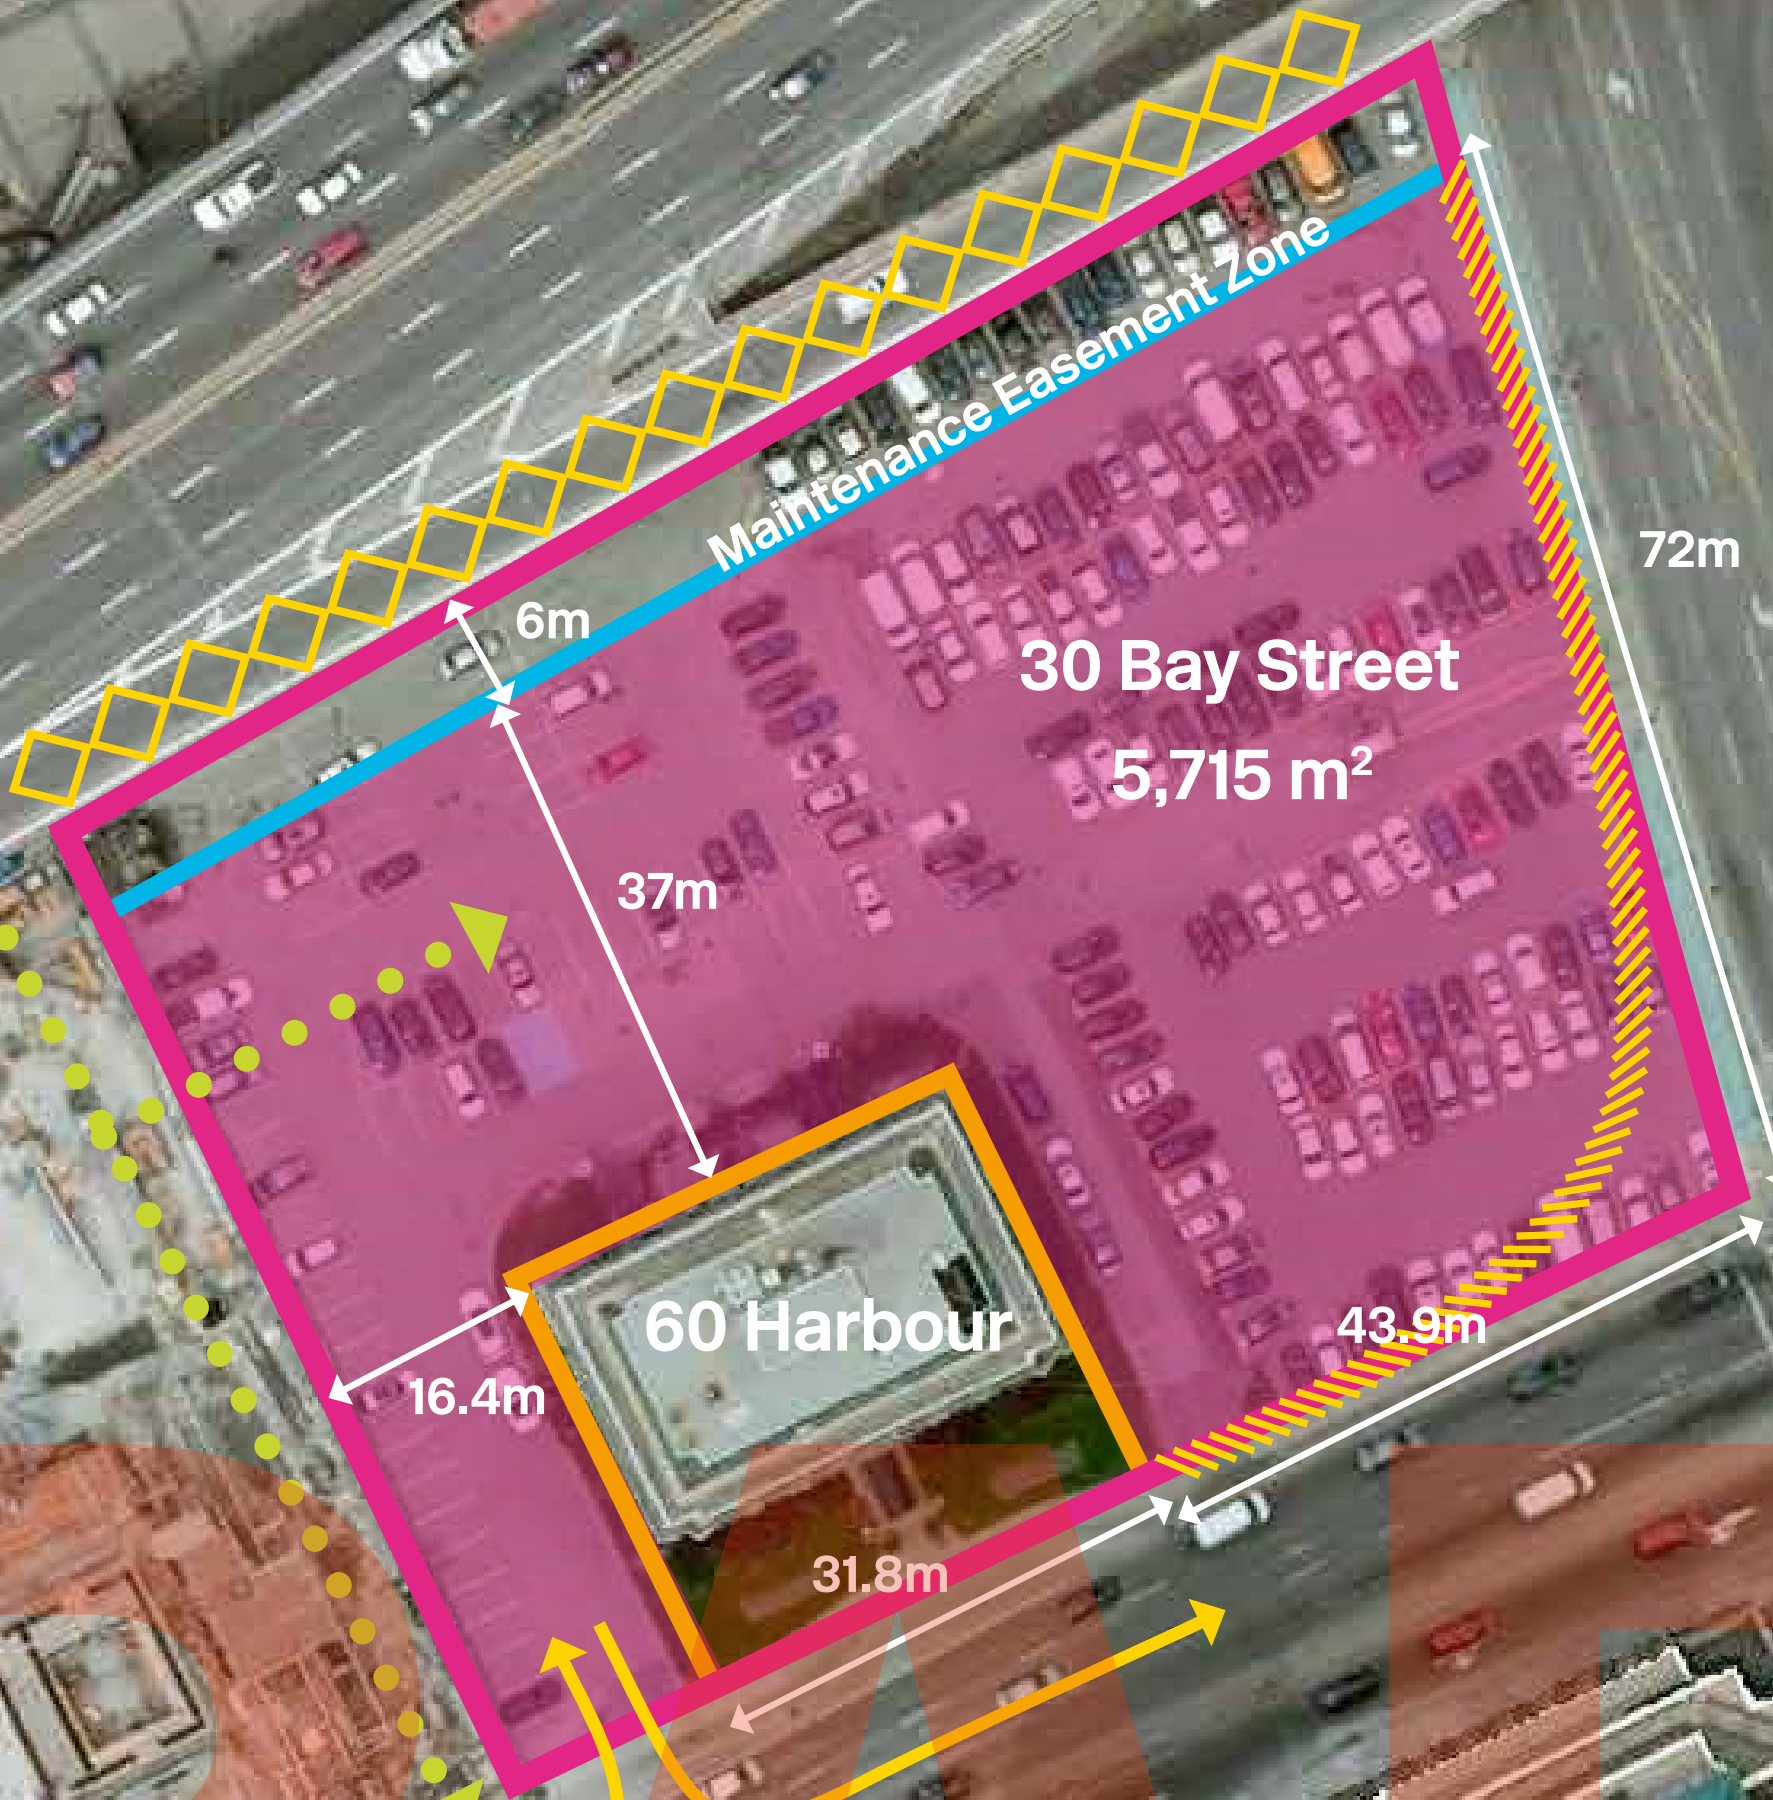 Maintenance Easement Zone
72m
6m
30 Bay Street
5,715 m²
37m
60 Harbour
43.9m
16.4m
31.8m